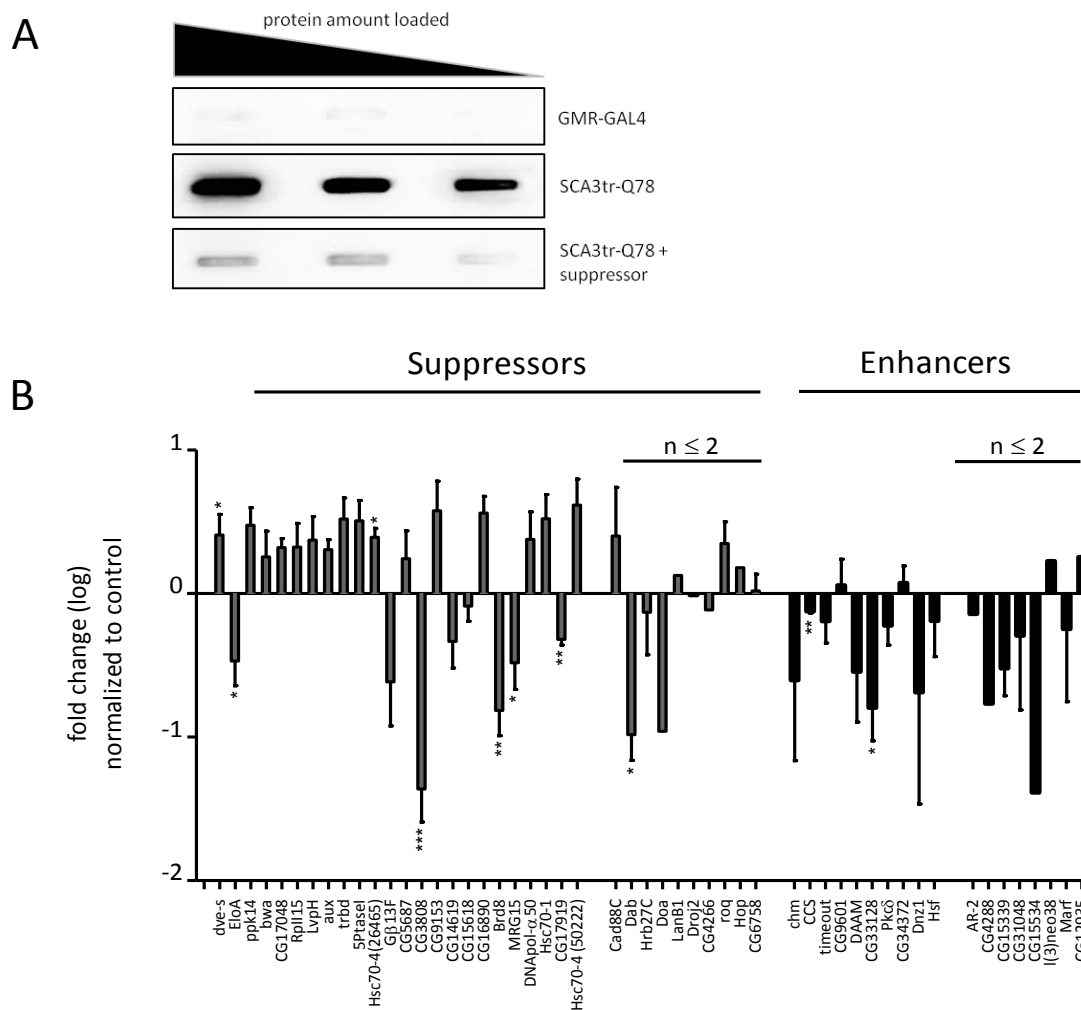 A
protein amount loaded
GMR-GAL4
SCA3tr-Q78
SCA3tr-Q78 +
suppressor
B
Suppressors
Enhancers
n ≤ 2
n ≤ 2
fold change (log)
normalized to control
1
0
-1
-2
*
*
*
***
**
*
**
*
**
*
dve-s
EloA
ppk14
bwa
CG17048
RpII15
LvpH
aux
trbd
5PtaseI
Hsc70-4(26465)
Gβ13F
CG5687
CG3808
CG9153
CG14619
CG15618
CG16890
Brd8
MRG15
DNApol-α50
Hsc70-1
CG17919
Hsc70-4 (50222)
Cad88C
Dab
Hrb27C
Doa
LanB1
Droj2
CG4266
roq
Hop
CG6758
chm
CCS
timeout
CG9601
DAAM
CG33128
Pkcδ
CG34372
Dnz1
Hsf
AR-2
CG4288
CG15339
CG31048
CG15534
l(3)neo38
Marf